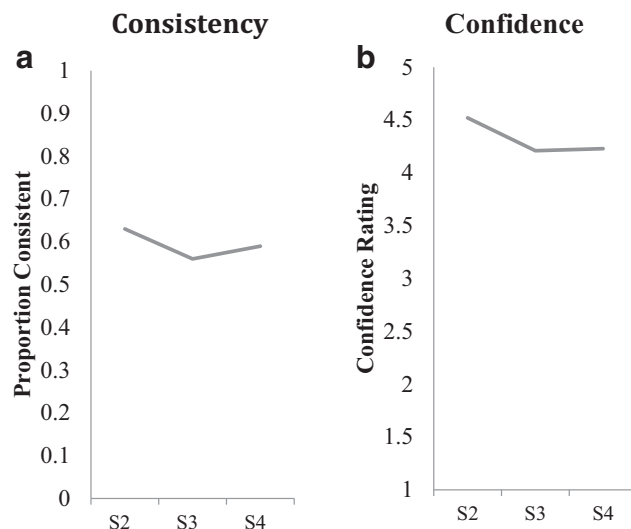 Consistency
a
Proportion Consistent
1
0.9
0.8
0.7
0.6
0.5
0.4
0.3
0.2
0.1
0
S2 S3 S4
Confidence
b
Confidence Rating
5
4.5
4
3.5
3
2.5
2
1.5
1
S2 S3 S4